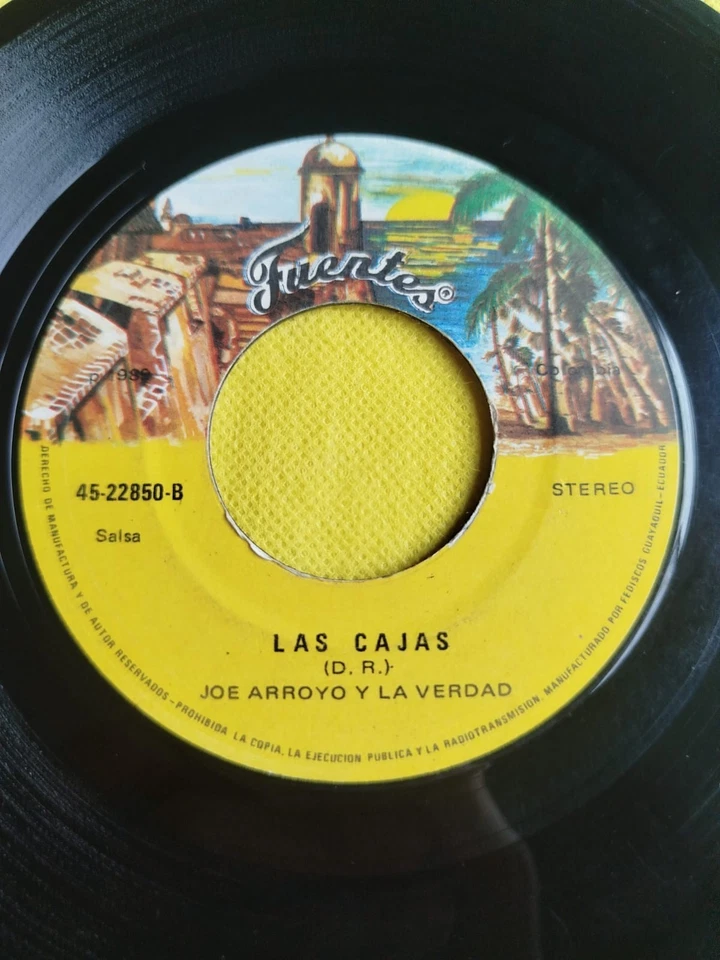 Fuentes®
Colombia
45-22850-B
STEREO
Salsa
LAS CAJAS
(D. R.)
JOE ARROYO Y LA VERDAD
DERECHO DE MANUFACTURA Y DE AUTOR RESERVADOS - PROHIBIDA LA COPIA, LA EJECUCION PUBLICA Y LA RADIOTRANSMISION. MANUFACTURADO POR FEDISCOS GUAYAQUIL-ECUADOR